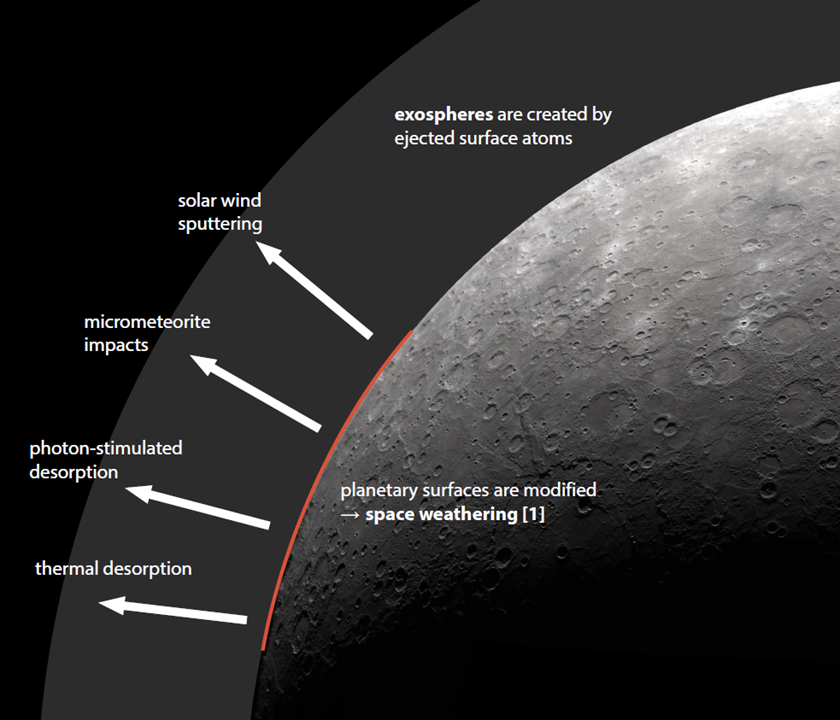 exospheres are created by
ejected surface atoms
solar wind
sputtering
micrometeorite
impacts
photon-stimulated
desorption
planetary surfaces are modified
→ space weathering [1]
thermal desorption